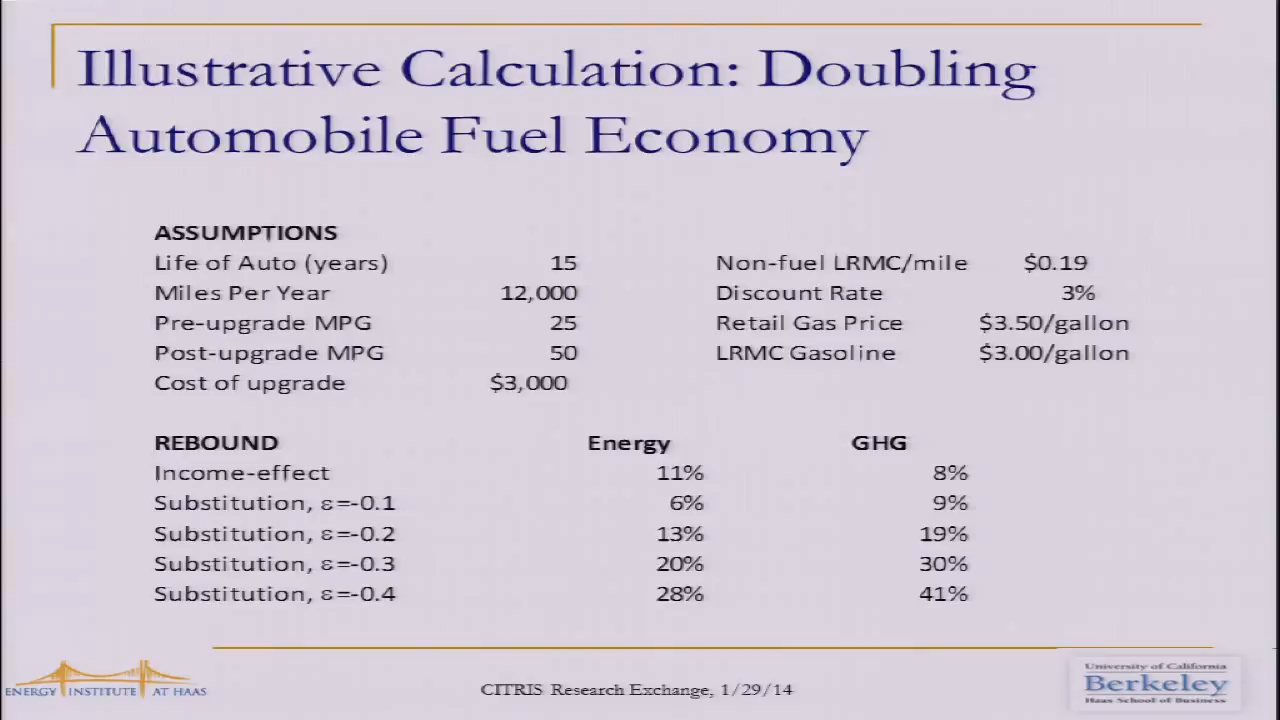 Illustrative Calculation: Doubling
Automobile Fuel Economy
ASSUMPTIONS
Life of Auto (years) 15 Non-fuel LRMC/mile $0.19
Miles Per Year 12,000 Discount Rate 3%
Pre-upgrade MPG 25 Retail Gas Price $3.50/gallon
Post-upgrade MPG 50 LRMC Gasoline $3.00/gallon
Cost of upgrade $3,000
REBOUND Energy GHG
Income-effect 11% 8%
Substitution, ε=-0.1 6% 9%
Substitution, ε=-0.2 13% 19%
Substitution, ε=-0.3 20% 30%
Substitution, ε=-0.4 28% 41%
ENERGY INSTITUTE AT HAAS
CITRIS Research Exchange, 1/29/14
University of California
Berkeley
Haas School of Business